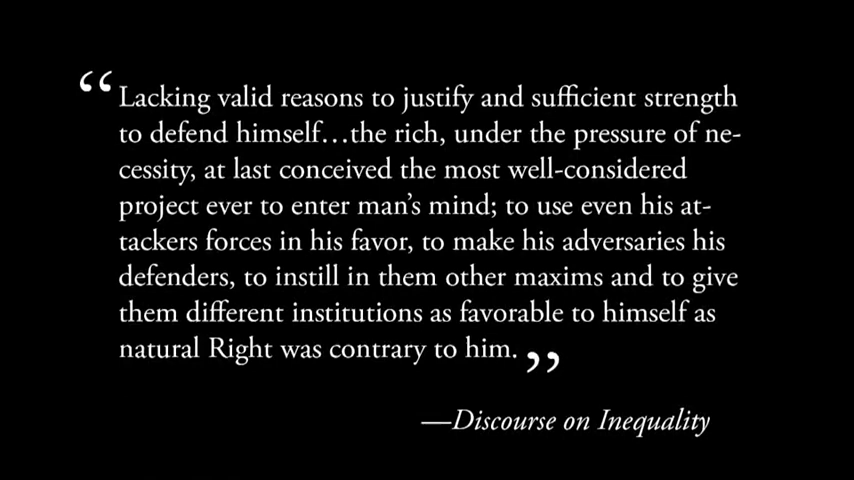 “Lacking valid reasons to justify and sufficient strength
to defend himself…the rich, under the pressure of ne-
cessity, at last conceived the most well-considered
project ever to enter man’s mind; to use even his at-
tackers forces in his favor, to make his adversaries his
defenders, to instill in them other maxims and to give
them different institutions as favorable to himself as
natural Right was contrary to him.”
—Discourse on Inequality